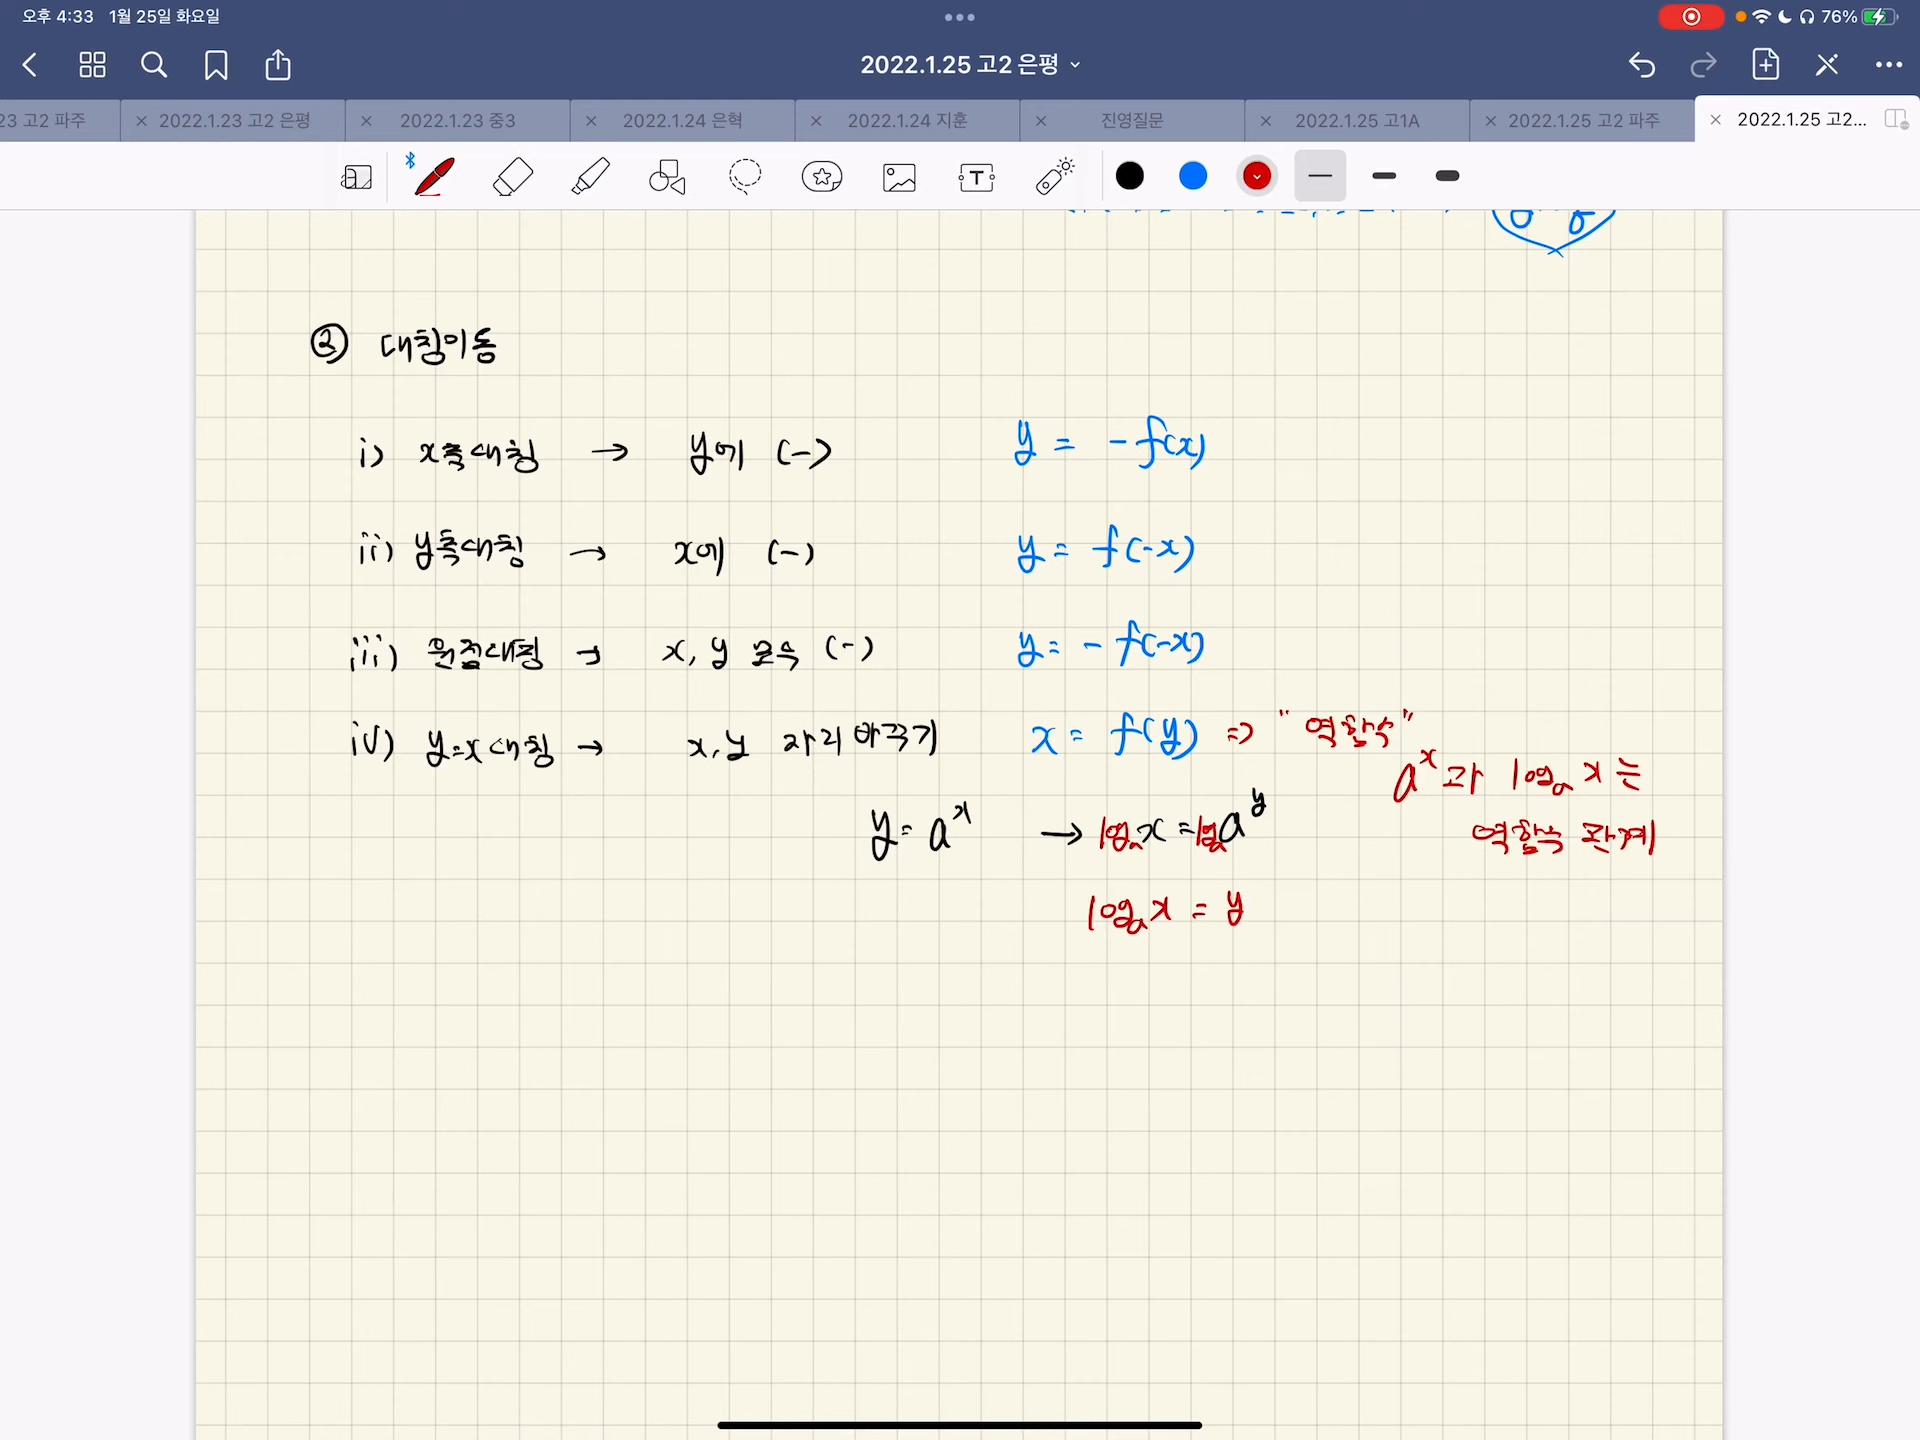 오후 4:33 1월 25일 화요일
76%
2022.1.25 고2 은평
23 고2 파주
2022.1.23 고2 은평
2022.1.23 중3
2022.1.24 은혁
2022.1.24 지훈
진영질문
2022.1.25 고1A
2022.1.25 고2 파주
2022.1.25 고2...
② 대칭이동
i) x축대칭 → y에 (-) y = -f(x)
ii) y축대칭 → x에 (-) y = f(-x)
iii) 원점대칭 → x, y 모두 (-) y = -f(-x)
iv) y=x대칭 → x,y 자리 바꾸기 x = f(y) => "역함수"
a^x과 log_a x는
역함수 관계
y = a^x → log_a x = log_a a^y
log_a x = y